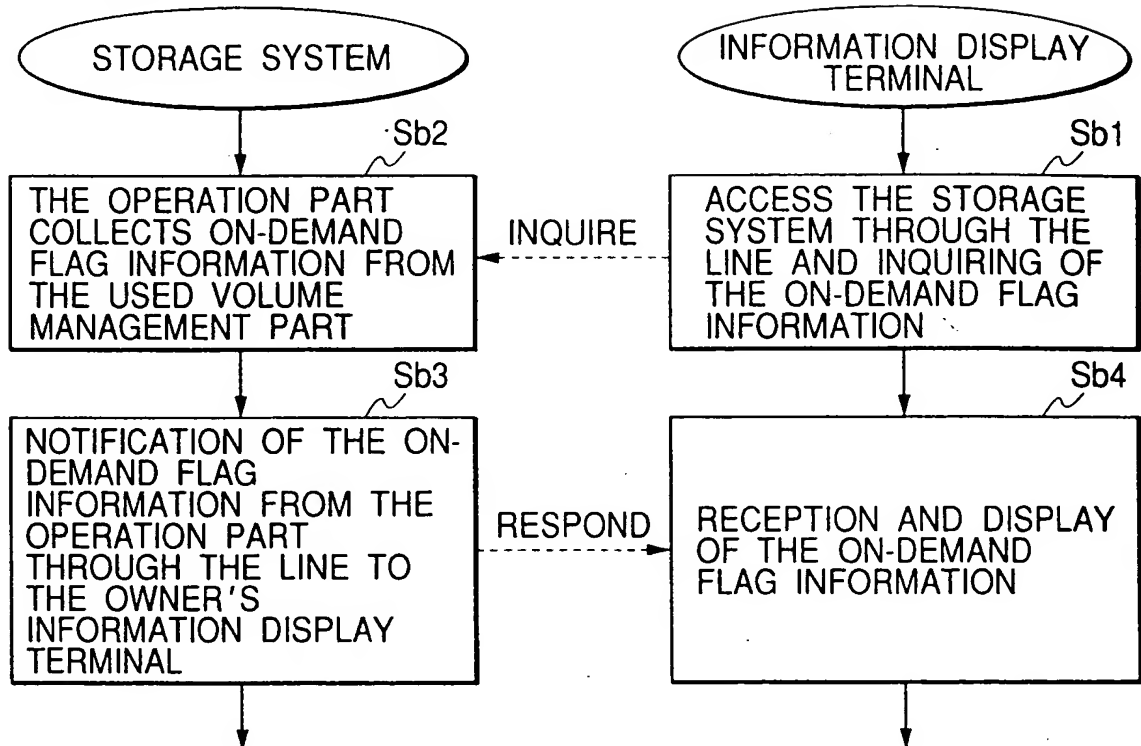 STORAGE SYSTEM
INFORMATION DISPLAY
TERMINAL
Sb2
THE OPERATION PART
COLLECTS ON-DEMAND
FLAG INFORMATION FROM
THE USED VOLUME
MANAGEMENT PART
INQUIRE
Sb1
ACCESS THE STORAGE
SYSTEM THROUGH THE
LINE AND INQUIRING OF
THE ON-DEMAND FLAG
INFORMATION
Sb3
NOTIFICATION OF THE ON-
DEMAND FLAG
INFORMATION FROM THE
OPERATION PART
THROUGH THE LINE TO
THE OWNER'S
INFORMATION DISPLAY
TERMINAL
RESPOND
Sb4
RECEPTION AND DISPLAY
OF THE ON-DEMAND
FLAG INFORMATION